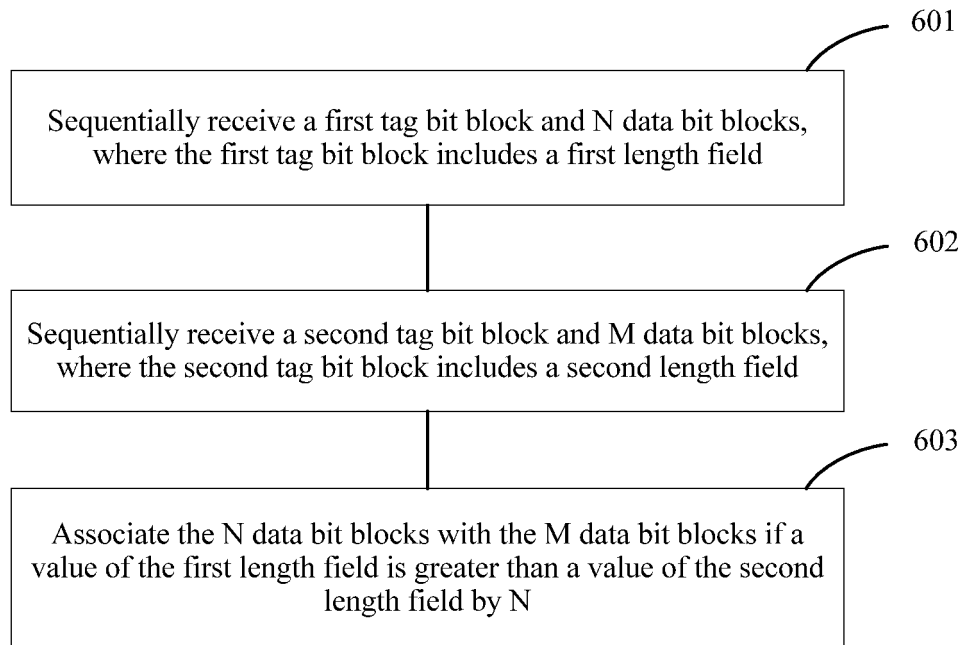 601
Sequentially receive a first tag bit block and N data bit blocks,
where the first tag bit block includes a first length field
602
Sequentially receive a second tag bit block and M data bit blocks,
where the second tag bit block includes a second length field
603
Associate the N data bit blocks with the M data bit blocks if a
value of the first length field is greater than a value of the second
length field by N